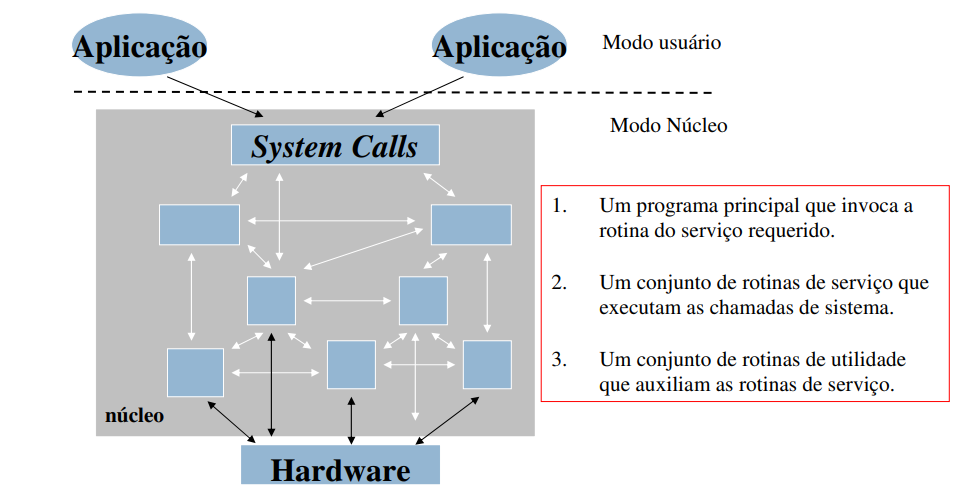 Aplicação
Aplicação
Modo usuário
Modo Núcleo
System Calls
1. Um programa principal que invoca a
rotina do serviço requerido.
2. Um conjunto de rotinas de serviço que
executam as chamadas de sistema.
3. Um conjunto de rotinas de utilidade
que auxiliam as rotinas de serviço.
núcleo
Hardware